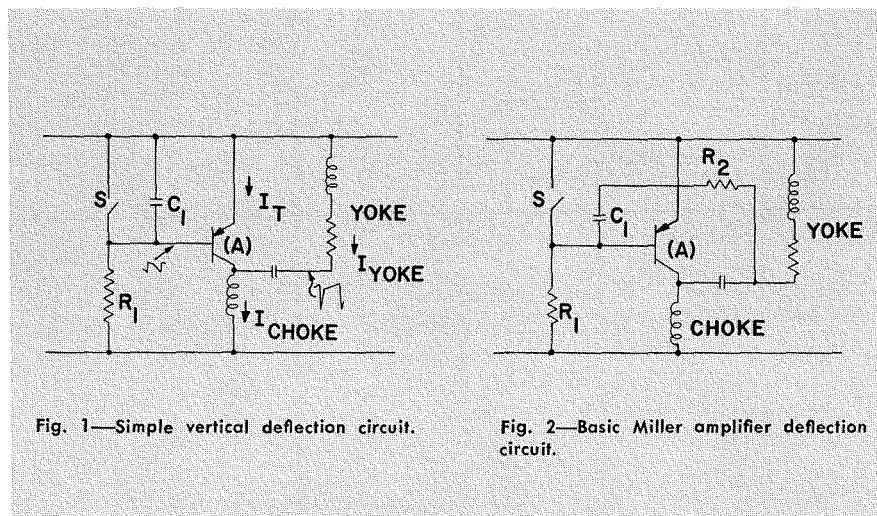 S
C1
IT
YOKE
(A)
IYOKE
R1
ICHOKE
Fig. 1—Simple vertical deflection circuit.
R2
S
C1
YOKE
(A)
R1
CHOKE
Fig. 2—Basic Miller amplifier deflection
circuit.